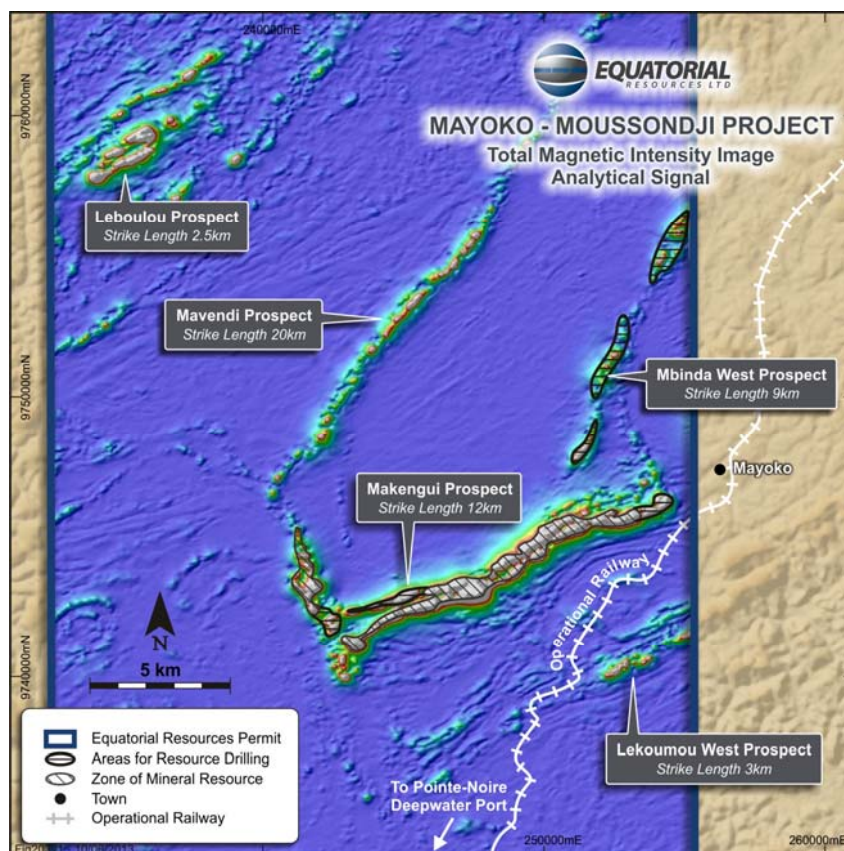 240000mE
EQUATORIAL
RESOURCES LTD
MAYOKO - MOUSSONDJI PROJECT
Total Magnetic Intensity Image
Analytical Signal
9760000mN
Leboulou Prospect
Strike Length 2.5km
Mavendi Prospect
Strike Length 20km
9750000mN
Mbinda West Prospect
Strike Length 9km
Mayoko
Makengui Prospect
Strike Length 12km
Operational Railway
N
5 km
9740000mN
Lekoumou West Prospect
Strike Length 3km
Equatorial Resources Permit
Areas for Resource Drilling
Zone of Mineral Resource
Town
Operational Railway
To Pointe-Noire
Deepwater Port
250000mE
260000mE